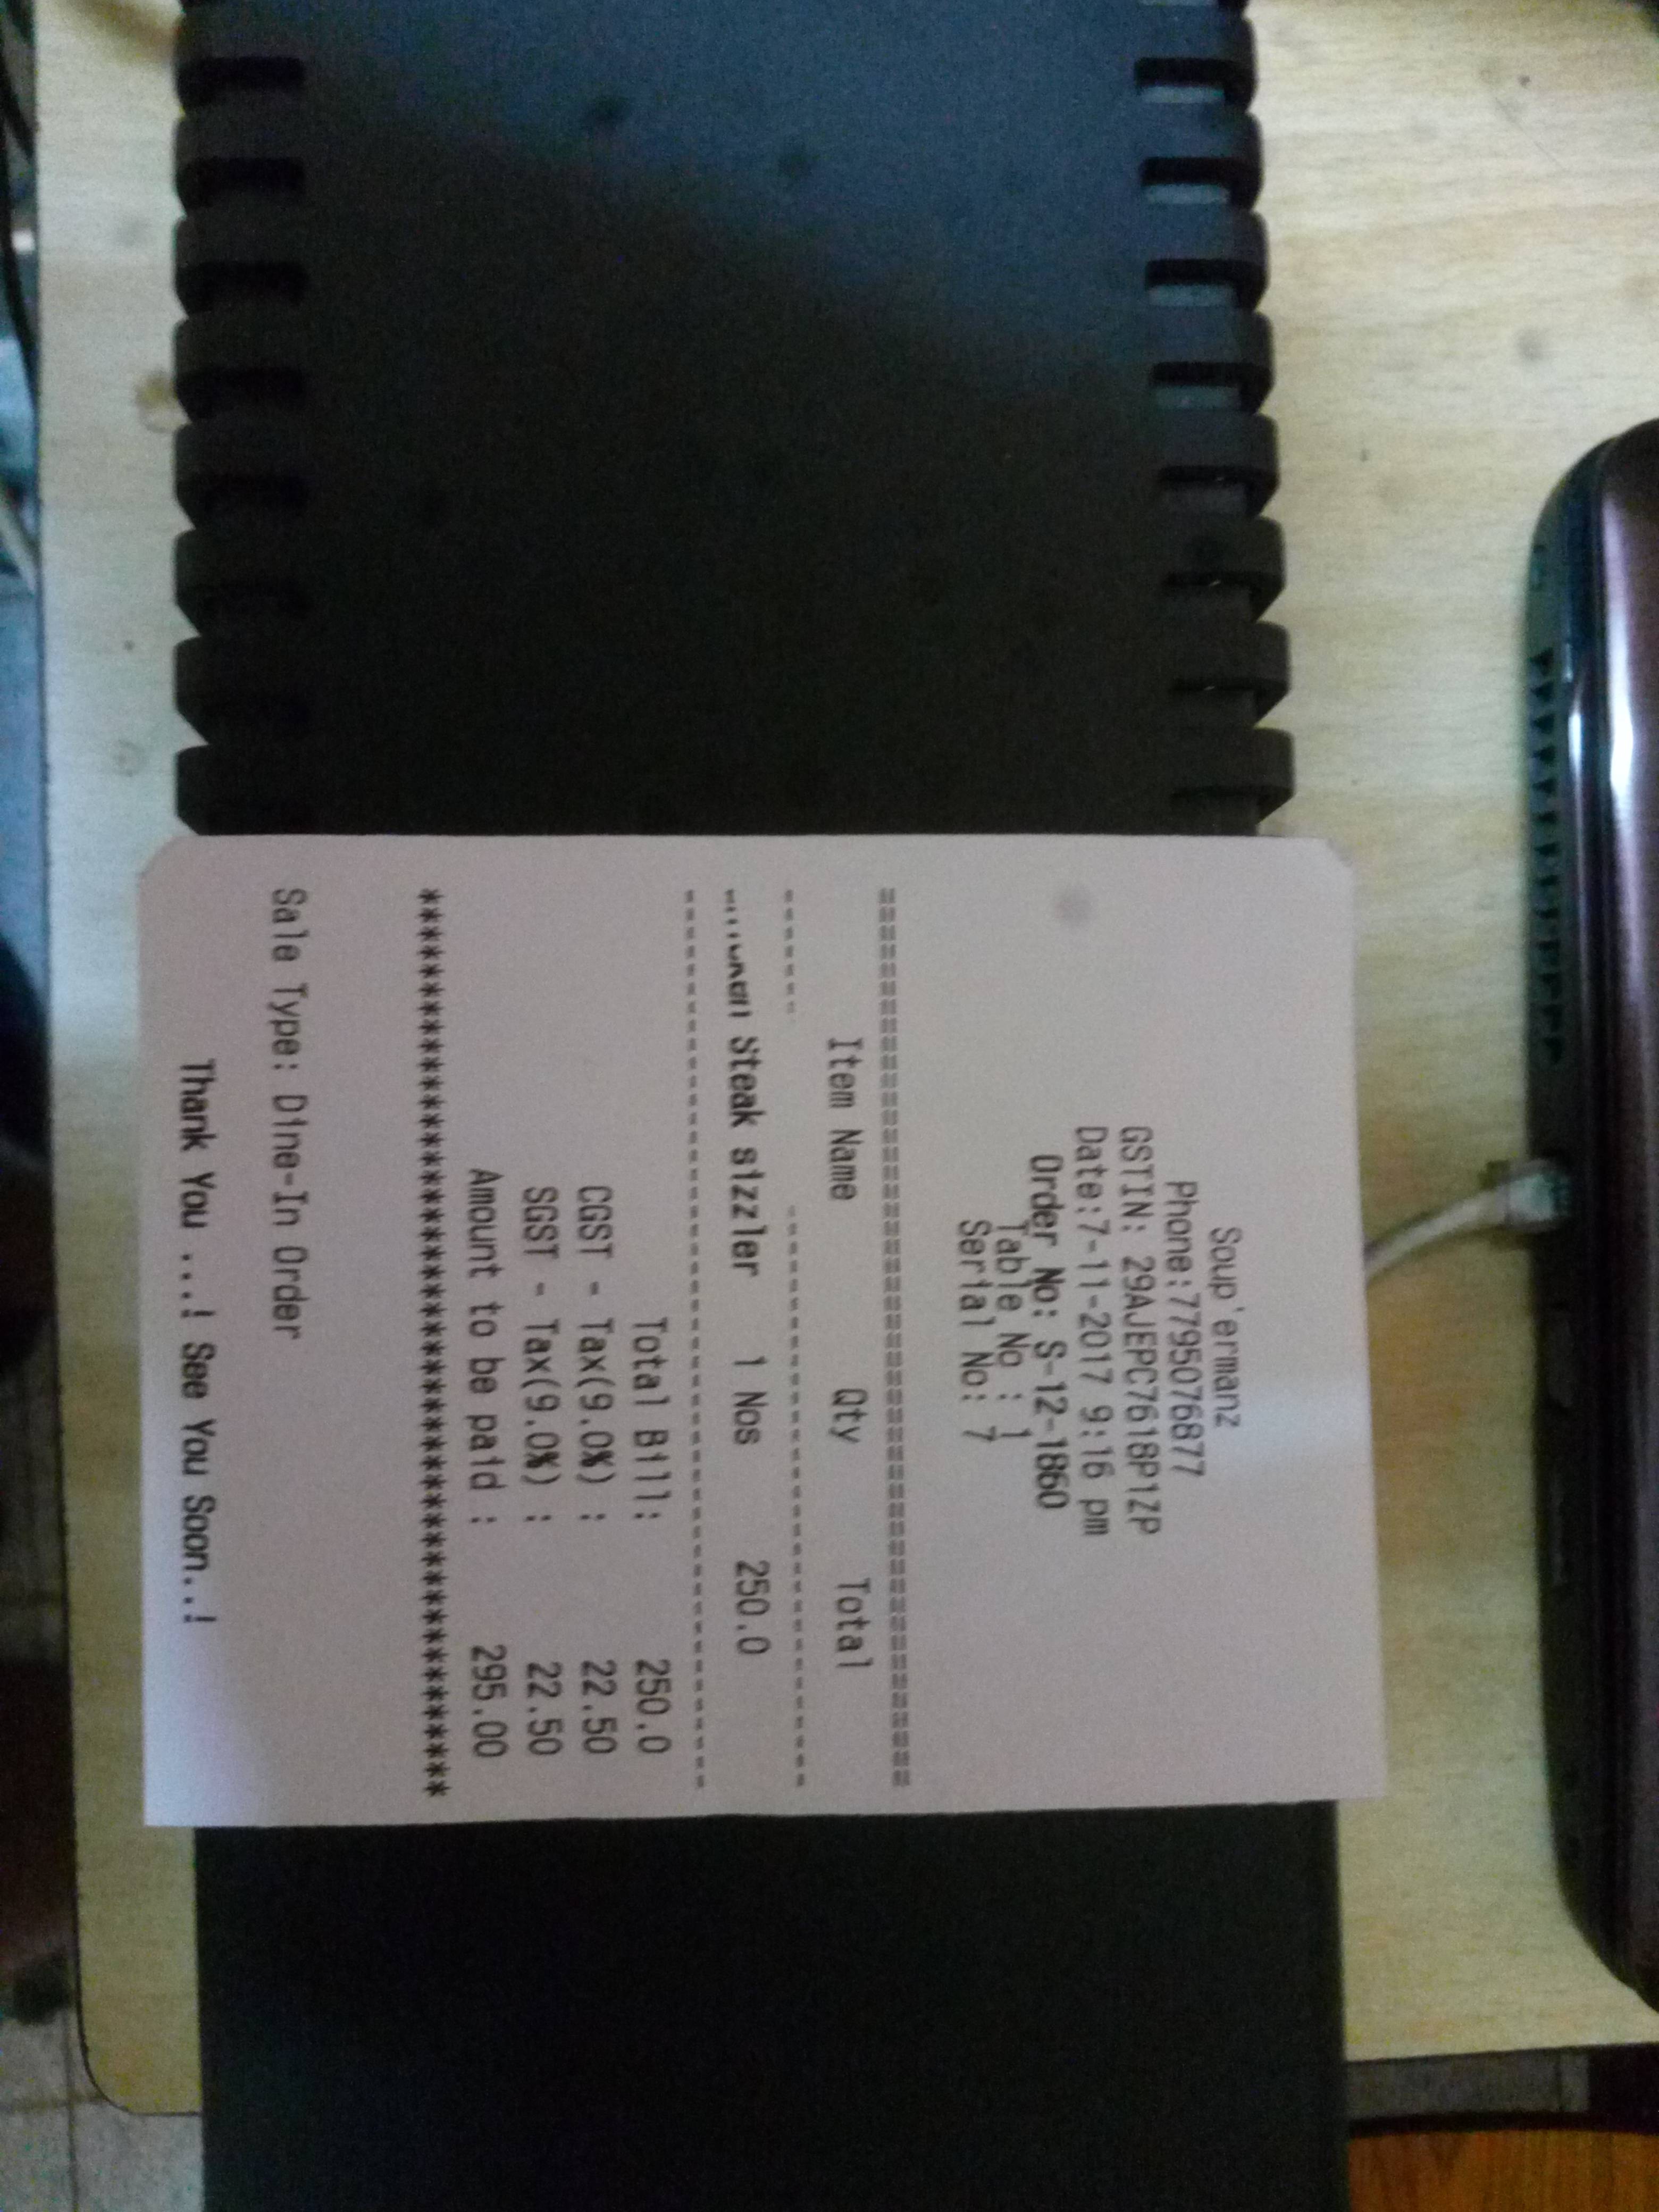 Soup'ermanz
Phone:7795076877
GSTIN: 29AJEPC7618P1ZP
Date:7-11-2017 9:16 pm
Order No: S-12-1860
Table No : 1
Serial No: 7
==================================================
Item Name Qty Total
Steak sizzler 1 Nos 250.0
Total Bill: 250.0
CGST - Tax(9.0%) : 22.50
SGST - Tax(9.0%) : 22.50
Amount to be paid : 295.00
**************************************************
Sale Type: Dine-In Order
Thank You ...! See You Soon..!